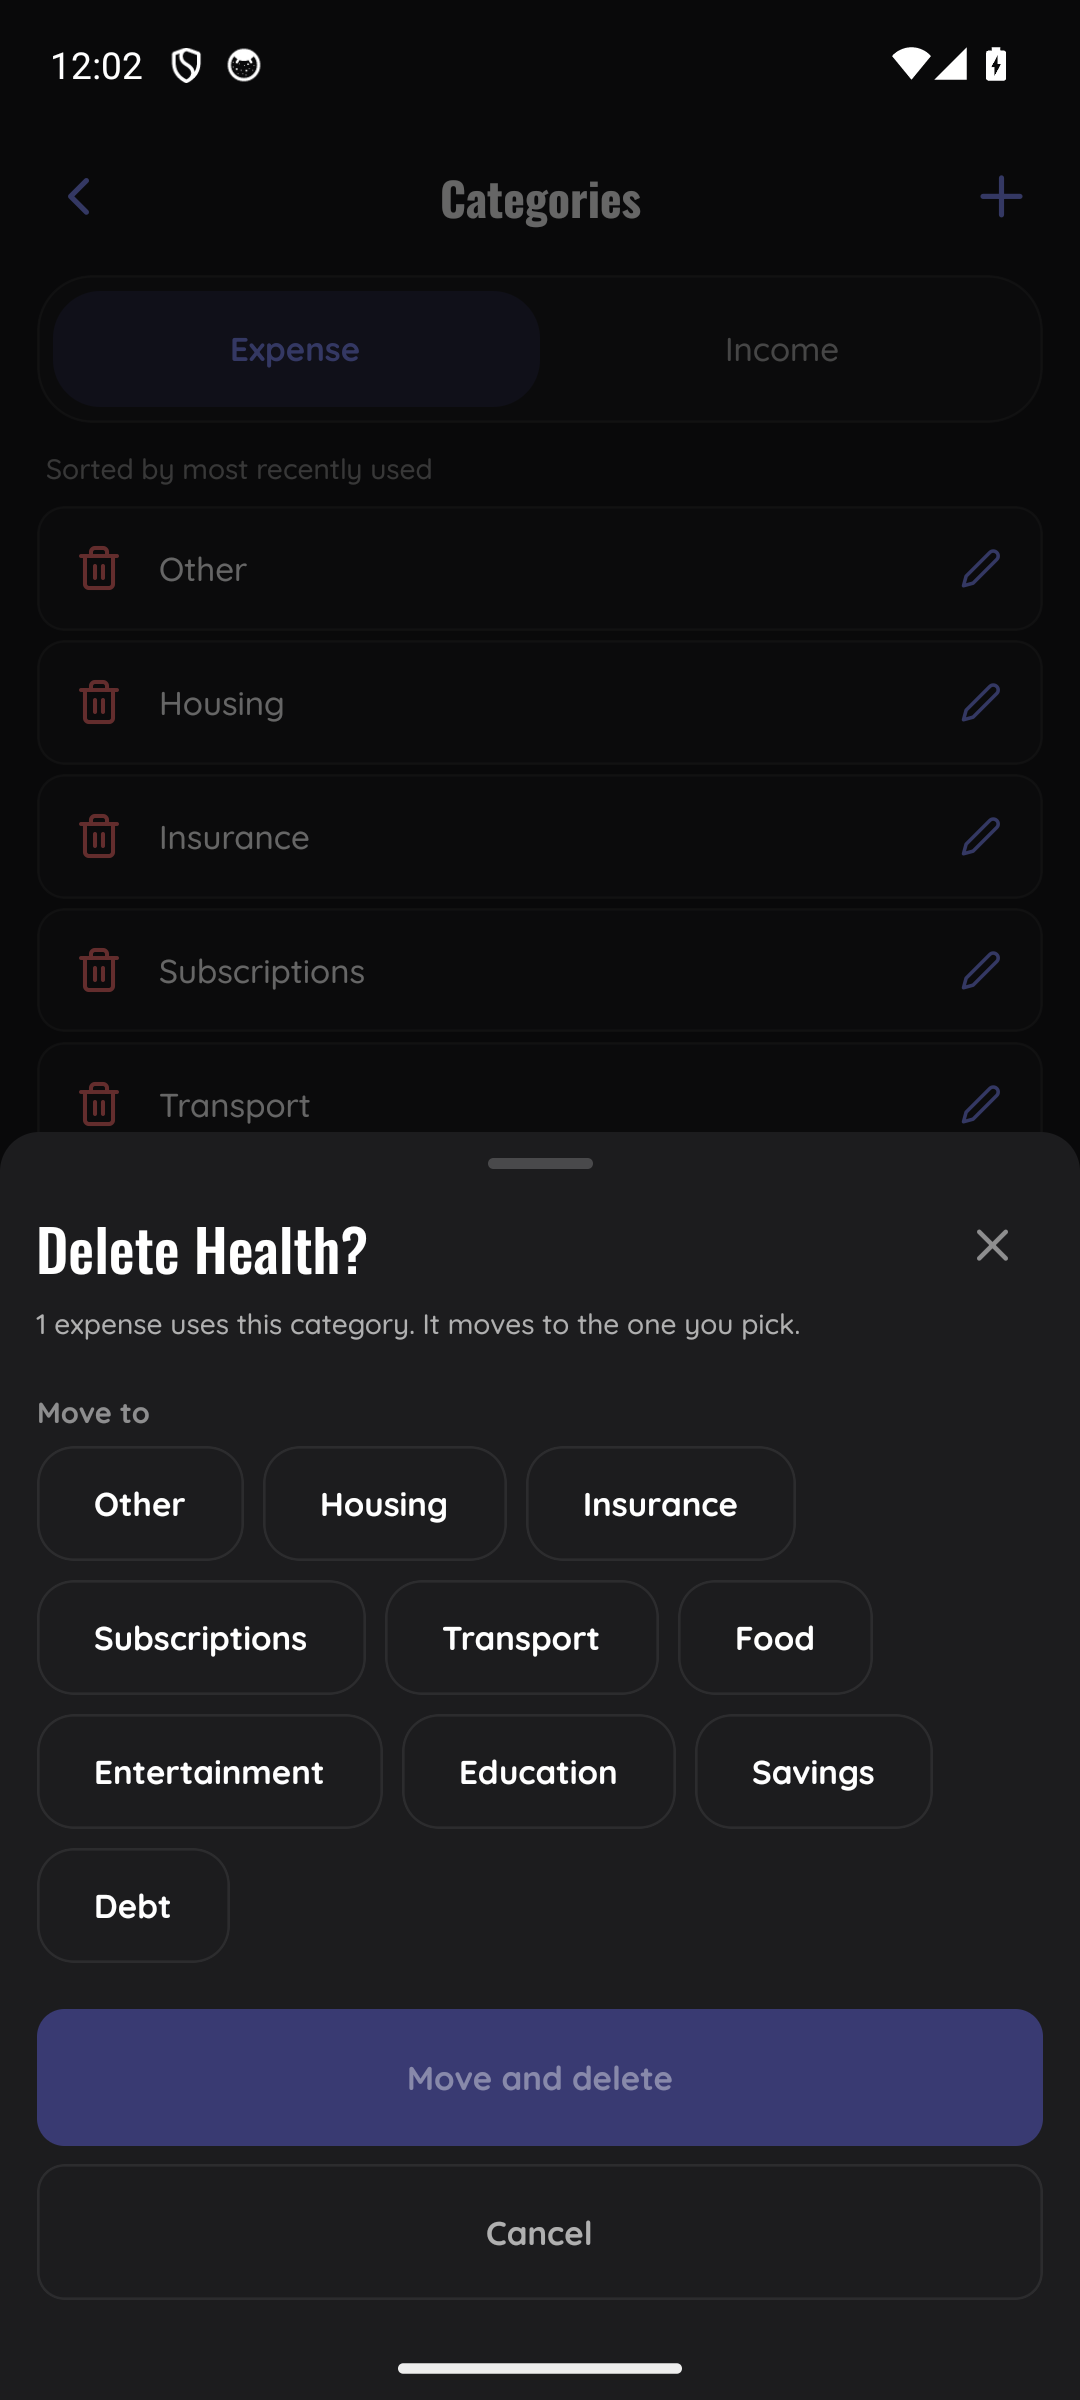 12:02
Categories
Expense
Income
Sorted by most recently used
Other
Housing
Insurance
Subscriptions
Transport
Delete Health?
1 expense uses this category. It moves to the one you pick.
Move to
Other
Housing
Insurance
Subscriptions
Transport
Food
Entertainment
Education
Savings
Debt
Move and delete
Cancel